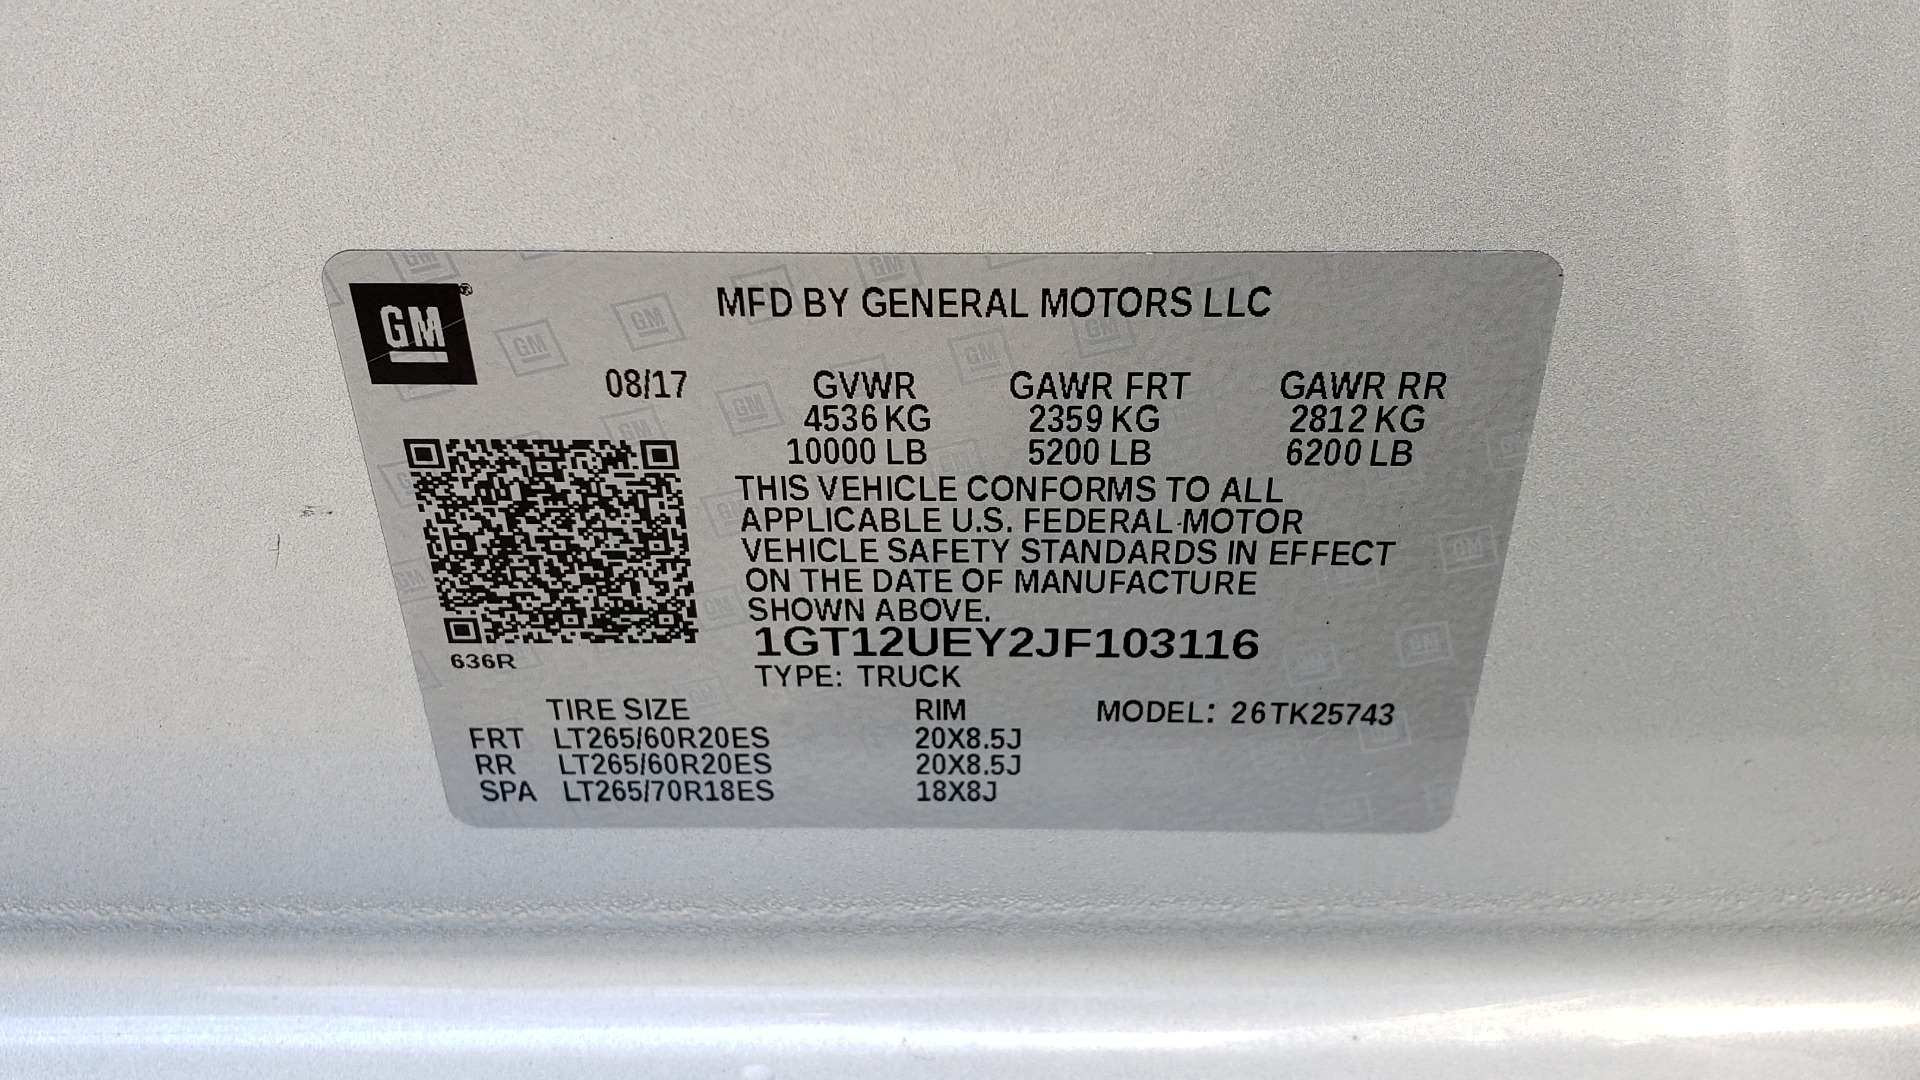 GM®
MFD BY GENERAL MOTORS LLC
08/17 GVWR GAWR FRT GAWR RR
4536 KG 2359 KG 2812 KG
10000 LB 5200 LB 6200 LB
THIS VEHICLE CONFORMS TO ALL
APPLICABLE U.S. FEDERAL MOTOR
VEHICLE SAFETY STANDARDS IN EFFECT
ON THE DATE OF MANUFACTURE
SHOWN ABOVE.
1GT12UEY2JF103116
636R
TYPE: TRUCK
TIRE SIZE RIM MODEL: 26TK25743
FRT LT265/60R20ES 20X8.5J
RR LT265/60R20ES 20X8.5J
SPA LT265/70R18ES 18X8J